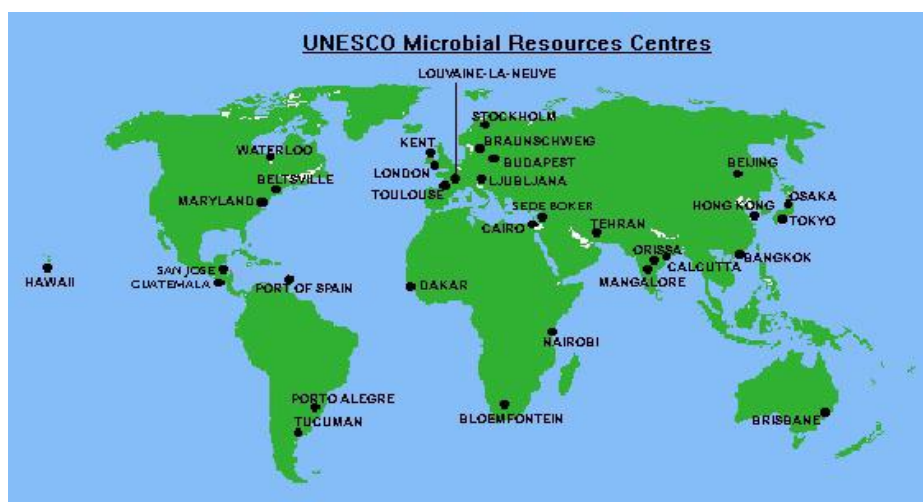 UNESCO Microbial Resources Centres
LOUVAINE-LA-NEUVE
STOCKHOLM
KENT
BRAUNSCHWEIG
WATERLOO
BUDAPEST
BEIJING
LONDON
BELTSVILLE
LJUBLJANA
TOULOUSE
OSAKA
MARYLAND
SEDE BOKER
HONG KONG
TOKYO
CAIRO
TEHRAN
ORISSA
BANGKOK
SAN JOSE
CALCUTTA
HAWAII
GUATEMALA
PORT OF SPAIN
DAKAR
MANGALORE
NAIROBI
PORTO ALEGRE
BLOEMFONTEIN
TUCUMAN
BRISBANE